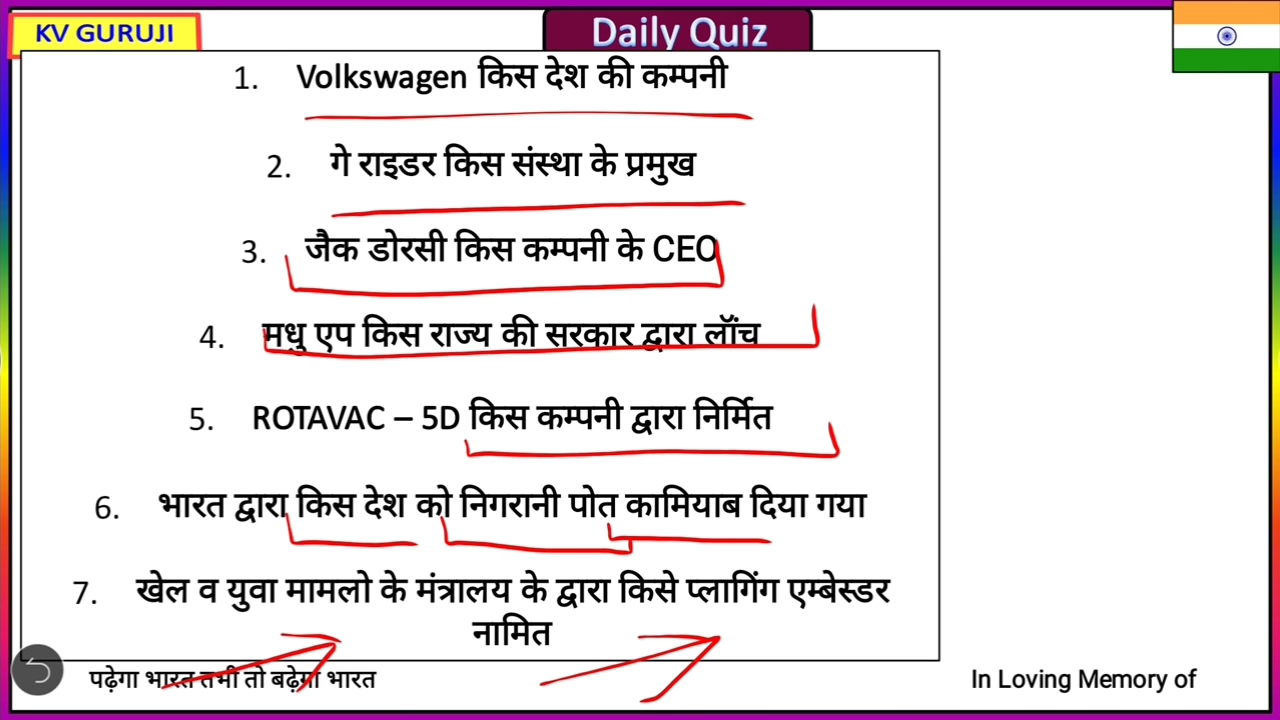 KV GURUJI
Daily Quiz
1. Volkswagen किस देश की कम्पनी
2. गे राइडर किस संस्था के प्रमुख
3. जैक डोरसी किस कम्पनी के CEO
4. मधु एप किस राज्य की सरकार द्वारा लॉंच
5. ROTAVAC – 5D किस कम्पनी द्वारा निर्मित
6. भारत द्वारा किस देश को निगरानी पोत कामियाब दिया गया
7. खेल व युवा मामलो के मंत्रालय के द्वारा किसे प्लागिंग एम्बेस्डर
नामित
पढ़ेगा भारत तभी तो बढ़ेगा भारत
In Loving Memory of